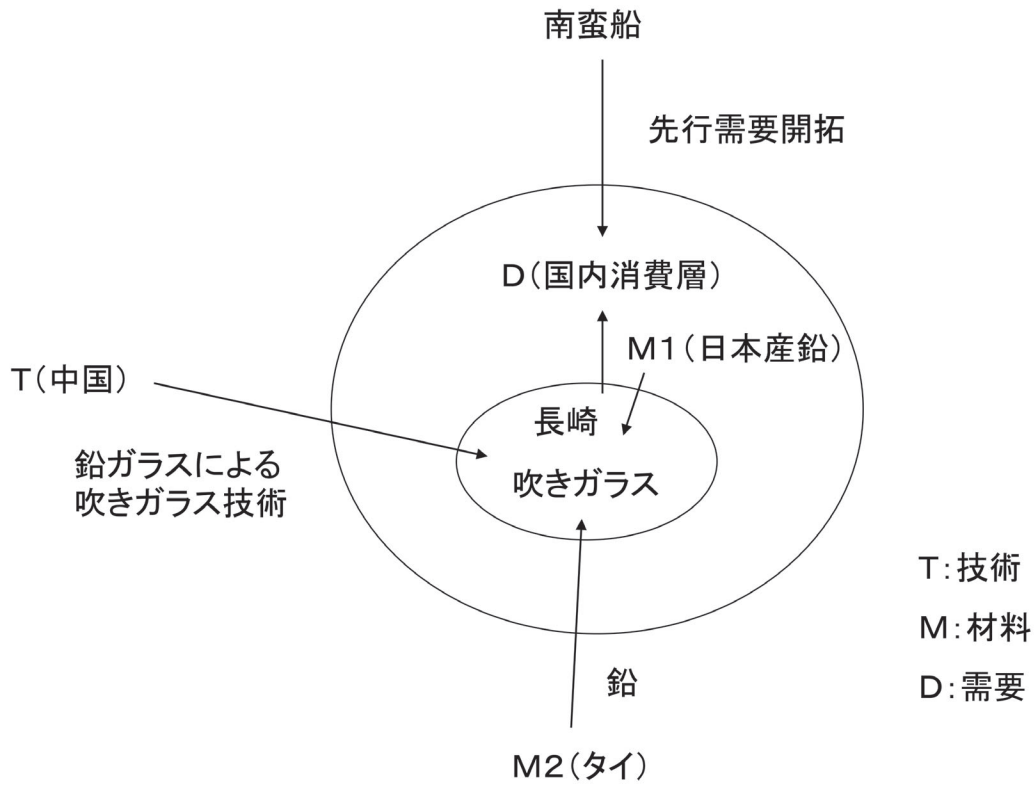 南蛮船
先行需要開拓
D(国内消費層)
M1(日本産鉛)
T(中国)
長崎
吹きガラス
鉛ガラスによる
吹きガラス技術
T:技術
M:材料
鉛
D:需要
M2(タイ)